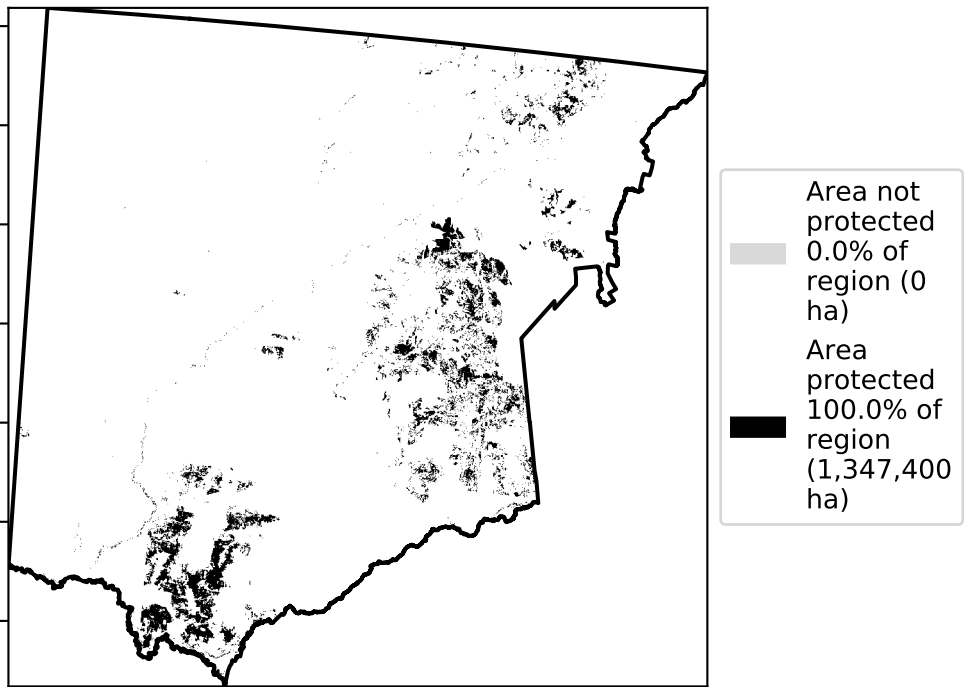 Area not
protected
0.0% of
region (0
ha)
Area
protected
100.0% of
region
(1,347,400
ha)